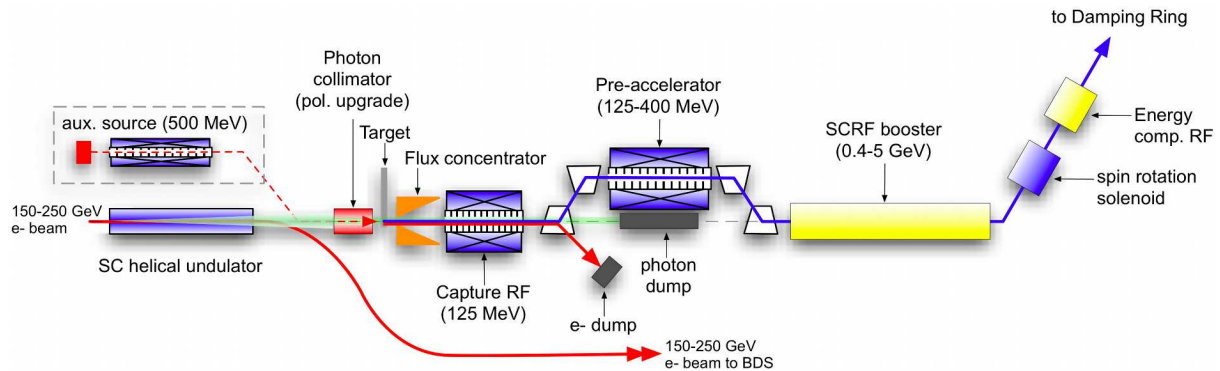 to Damping Ring
Photon
collimator
(pol. upgrade)
Pre-accelerator
(125-400 MeV)
aux. source (500 MeV)
Target
SCRF booster
(0.4-5 GeV)
Energy
comp. RF
Flux concentrator
spin rotation
solenoid
150-250 GeV
e- beam
SC helical undulator
photon
dump
Capture RF
(125 MeV)
e- dump
150-250 GeV
e- beam to BDS